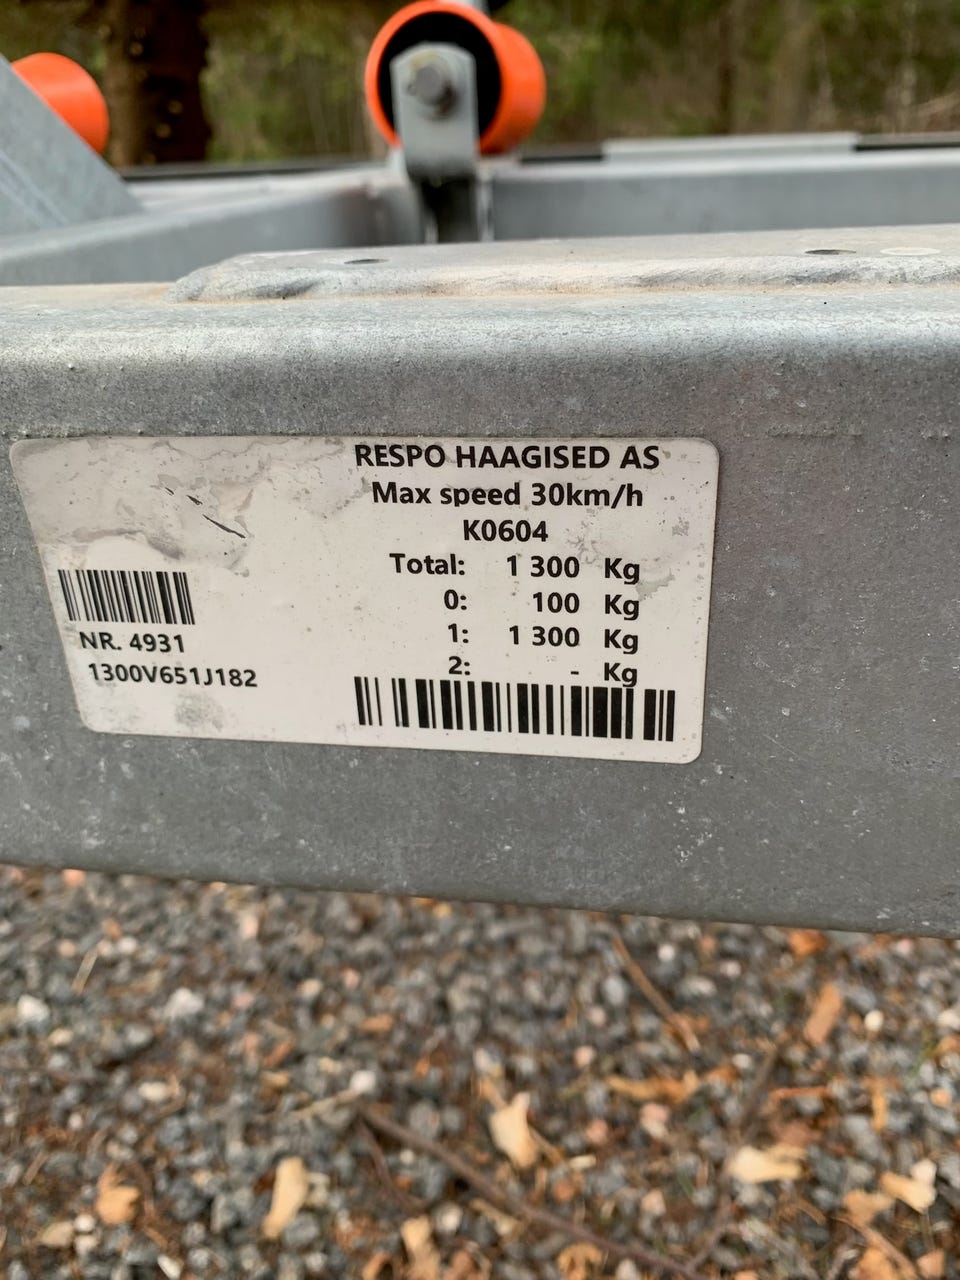 RESPO HAAGISED AS
Max speed 30km/h
K0604
Total: 1 300 Kg
0: 100 Kg
1: 1 300 Kg
2: - Kg
NR. 4931
1300V651J182